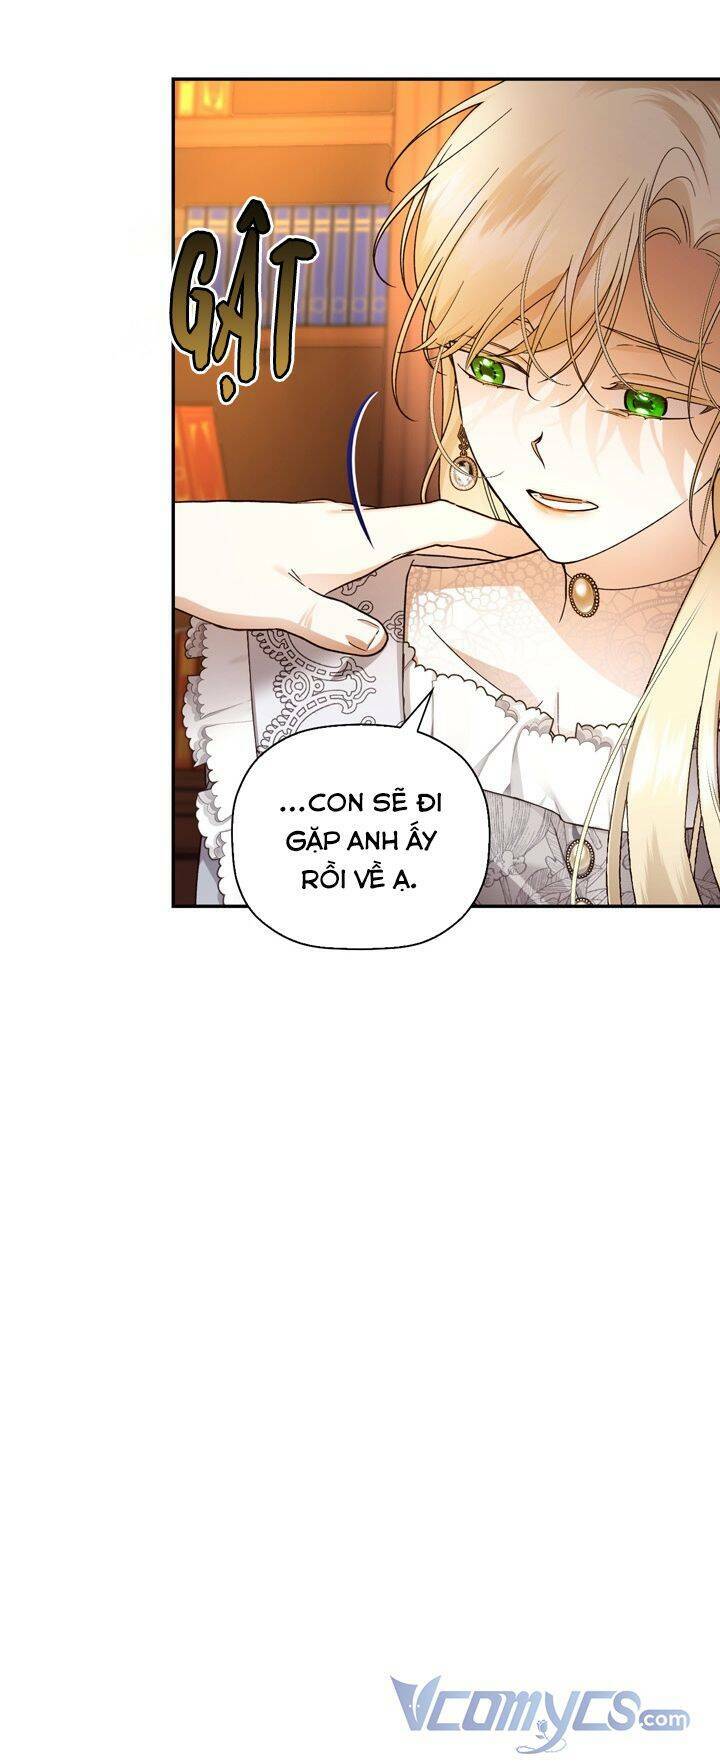 GẬT
...CON SẼ ĐI
GẶP ANH ẤY
RỒI VỀ Ạ.
VCOMYCS.com